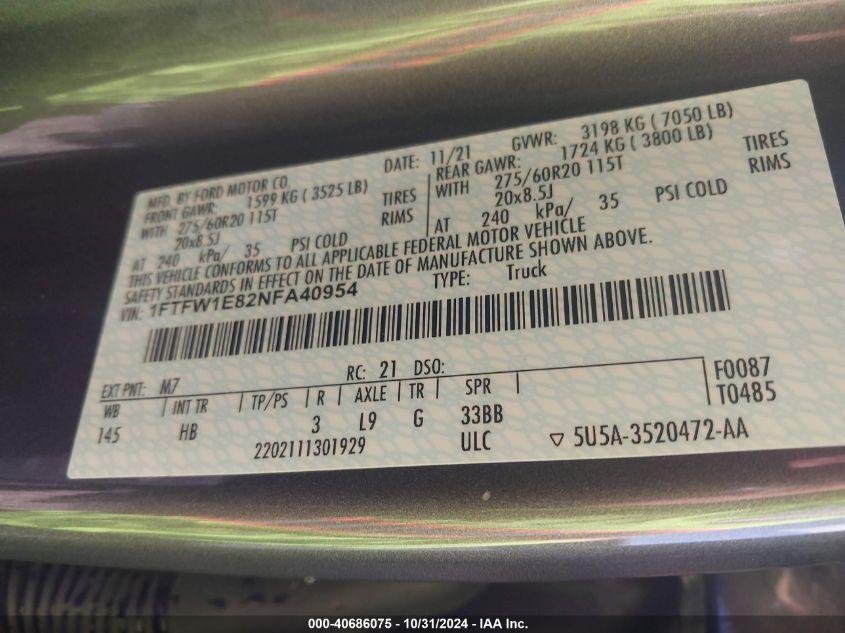 MFD. BY FORD MOTOR CO. DATE: 11/21 GVWR: 3198 KG ( 7050 LB)
FRONT GAWR: 1599 KG ( 3525 LB) REAR GAWR: 1724 KG ( 3800 LB)
WITH 275/60R20 115T TIRES WITH 275/60R20 115T TIRES
20x8.5J RIMS 20x8.5J RIMS
AT 240 kPa/ 35 PSI COLD AT 240 kPa/ 35 PSI COLD
THIS VEHICLE CONFORMS TO ALL APPLICABLE FEDERAL MOTOR VEHICLE
SAFETY STANDARDS IN EFFECT ON THE DATE OF MANUFACTURE SHOWN ABOVE.
VIN: 1FTFW1E82NFA40954 TYPE: Truck
EXT PNT: M7 RC: 21 DSO: F0087
WB INT TR TP/PS R AXLE TR SPR T0485
145 HB 3 L9 G 33BB
2202111301929 ULC ▽ 5U5A-3520472-AA
000-40686075 - 10/31/2024 - IAA Inc.